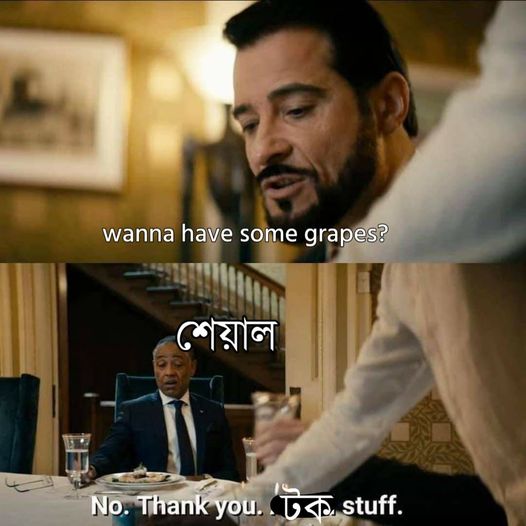 wanna have some grapes?
শেয়াল
No. Thank you. টক stuff.